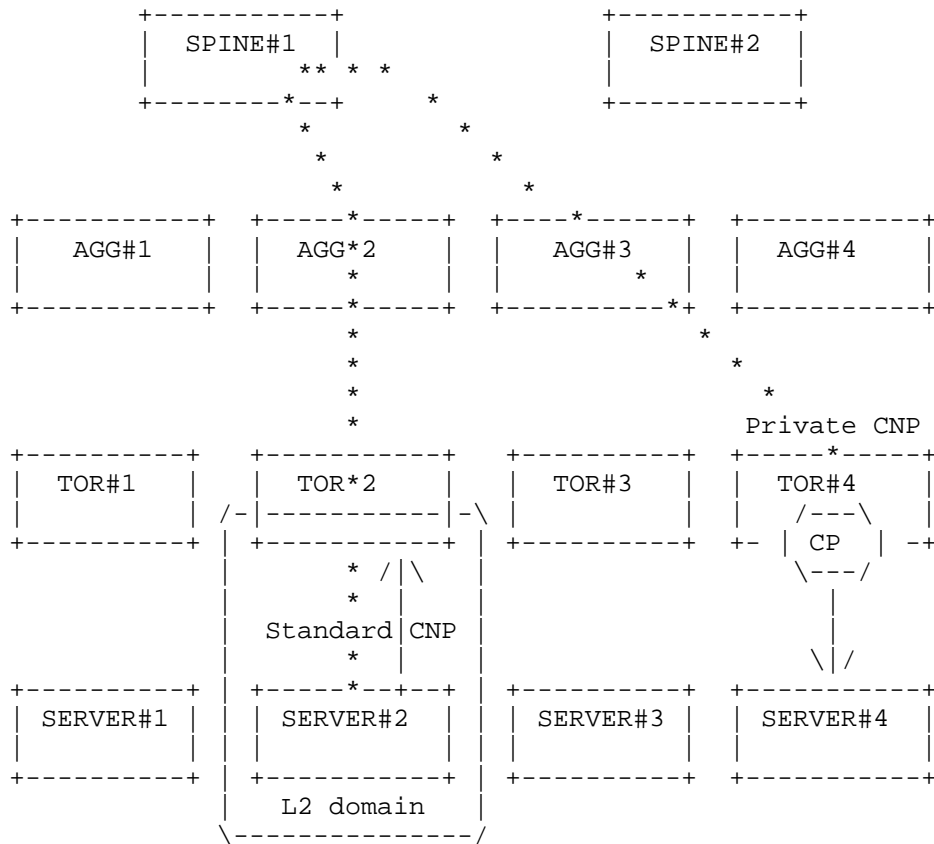 SPINE#1 SPINE#2
AGG#1 AGG*2 AGG#3 AGG#4
Private CNP
TOR#1 TOR*2 TOR#3 TOR#4
CP
Standard CNP
SERVER#1 SERVER#2 SERVER#3 SERVER#4
L2 domain